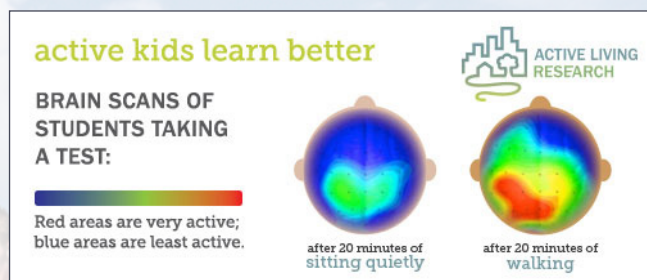 active kids learn better
ACTIVE LIVING
RESEARCH
BRAIN SCANS OF
STUDENTS TAKING
A TEST:
Red areas are very active;
blue areas are least active.
after 20 minutes of
sitting quietly
after 20 minutes of
walking